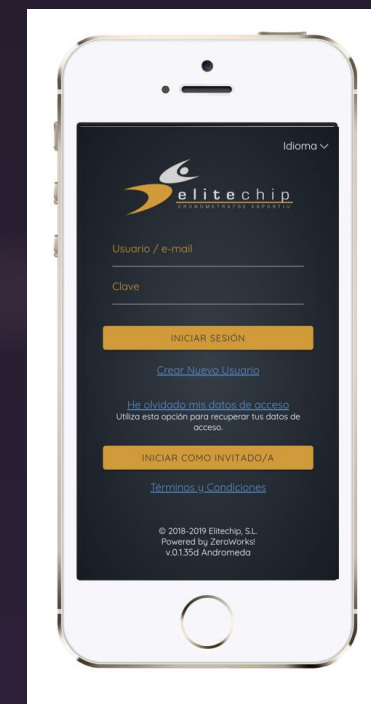 Idioma
elitechip
CRONOMETRATGE ESPORTIU
Usuario / e-mail
Clave
INICIAR SESIÓN
Crear Nuevo Usuario
He olvidado mis datos de acceso
Utiliza esta opción para recuperar tus datos de
acceso.
INICIAR COMO INVITADO/A
Términos y Condiciones
© 2018-2019 Elitechip, S.L.
Powered by ZeroWorks!
v.0.1.35d Andromeda